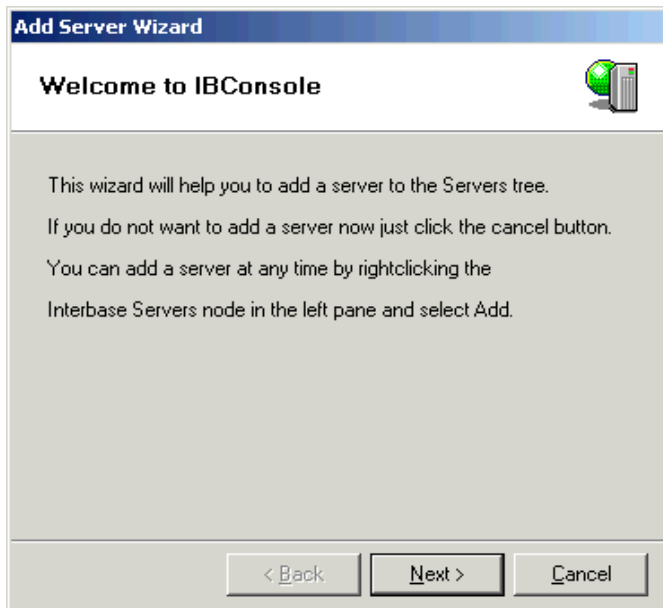 Add Server Wizard
Welcome to IBConsole
This wizard will help you to add a server to the Servers tree.
If you do not want to add a server now just click the cancel button.
You can add a server at any time by rightclicking the
Interbase Servers node in the left pane and select Add.
< Back
Next >
Cancel